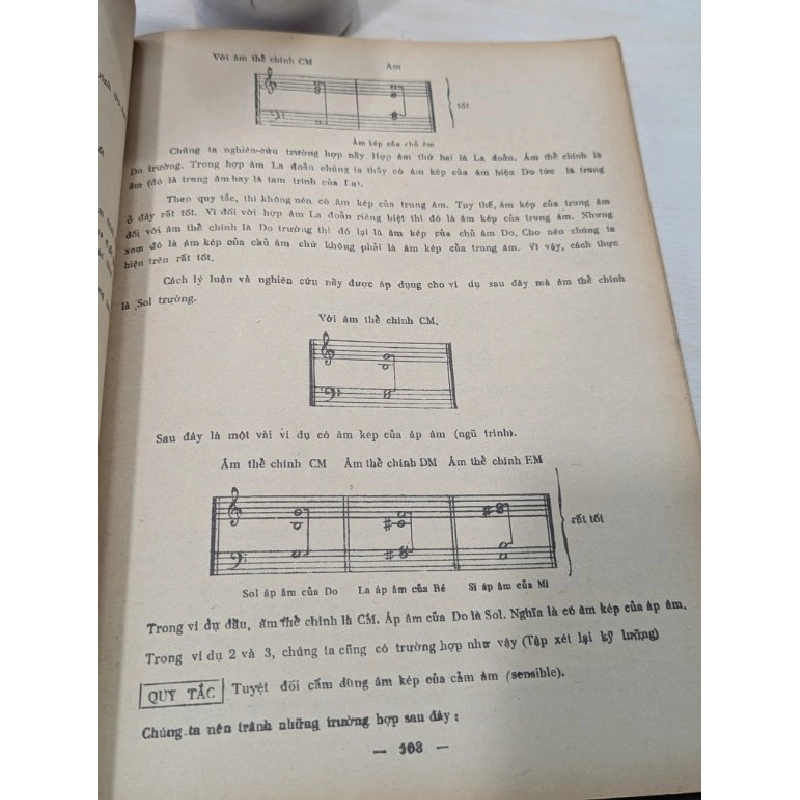 Với âm thể chính CM
Am
tốt
Âm kép của chủ âm
Chúng ta nghiên-cứu trường hợp nầy Hợp âm thứ hai là La đoản. Âm thể chính là
Do trưởng. Trong hợp âm La đoản chúng ta thấy có âm kép của âm hiệu Do tức là trung
âm (đó là trung âm hay là tam trình của La).
Theo quy tắc, thì không nên có âm kép của trung âm. Tuy thế, âm kép của trung âm
ở đây rất tốt. Vì đối với hợp âm La đoản riêng biệt thì đó là âm kép của trung âm. Nhưng
đối với âm thể chính là Do trưởng thì đó lại là âm kép của chủ âm Do. Cho nên chúng ta
xem đó là âm kép của chủ âm chứ không phải là âm kép của trung âm. Vì vậy, cách thực
hiện trên rất tốt.
Cách lý luận và nghiên cứu nầy được áp dụng cho ví dụ sau đây mà âm thể chính
là Sol trưởng.
Với âm thể chính CM.
Sau đây là một vài ví dụ có âm kép của áp âm (ngũ trình).
Âm thể chính CM Âm thể chính DM Âm thể chính EM
rất tốt
Sol áp âm của Do La áp âm của Ré Si áp âm của Mi
Trong ví dự đầu, âm thể chính là CM. Áp âm của Do là Sol. Nghĩa là có âm kép của áp âm.
Trong ví dụ 2 và 3, chúng ta cũng có trường hợp như vậy (Tập xét lại kỹ lưỡng)
QUY TẮC Tuyệt đối cấm dùng âm kép của cảm âm (sensible).
Chúng ta nên tránh những trường hợp sau đây :
— 163 —